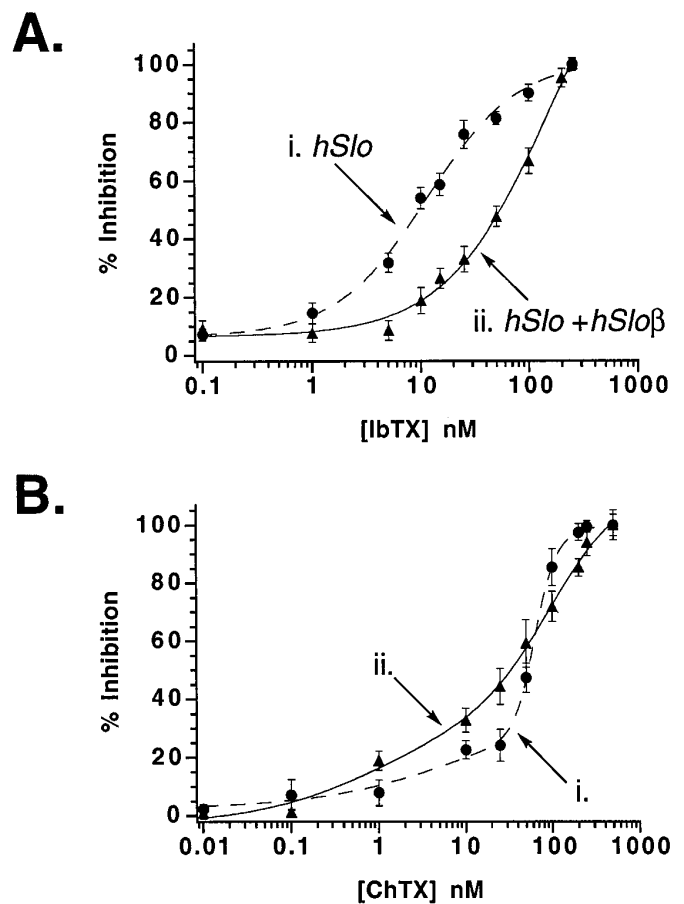 A.
100
80
60
40
20
0
% Inhibition
i. hSlo
ii. hSlo +hSloβ
0.1 1 10 100 1000
[IbTX] nM
B.
100
80
60
40
20
0
% Inhibition
ii.
i.
0.01 0.1 1 10 100 1000
[ChTX] nM